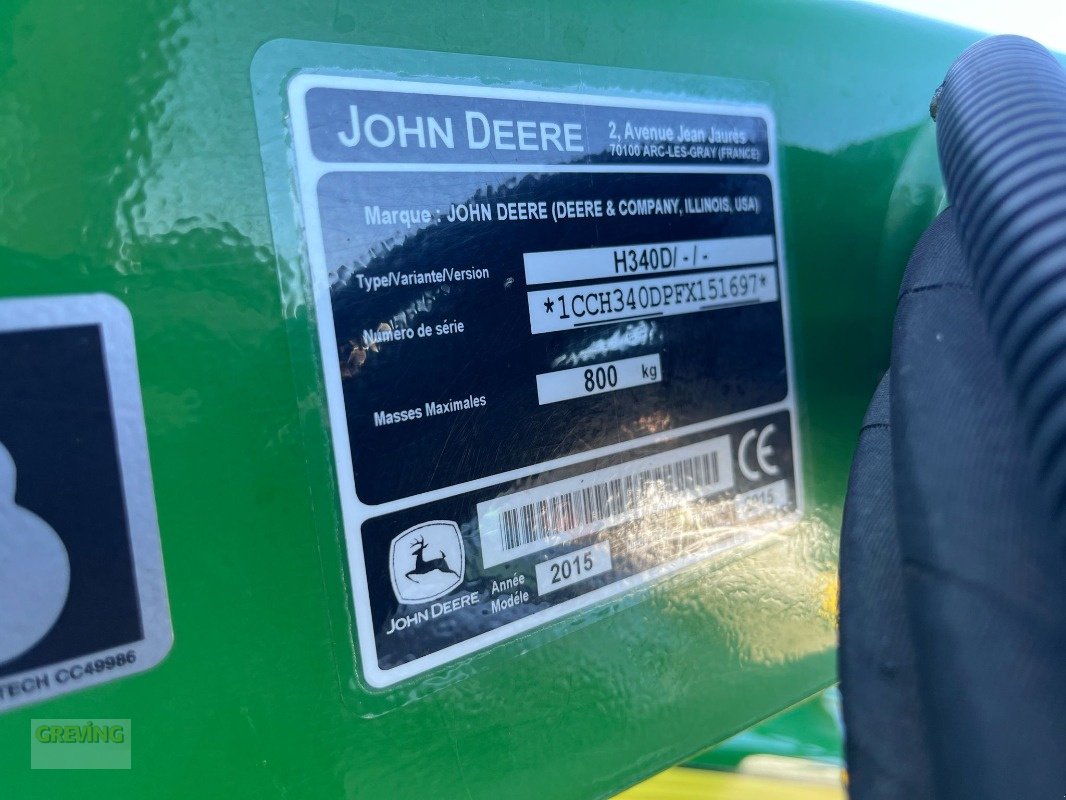 JOHN DEERE
2, Avenue Jean Jaurès
70100 ARC-LES-GRAY (FRANCE)
Marque : JOHN DEERE (DEERE & COMPANY, ILLINOIS, USA)
Type/Variante/Version H340D/ - / -
Numéro de série *1CCH340DPFX151697*
Masses Maximales 800 kg
CE
2015
JOHN DEERE
Année
Modéle
2015
TECH CC49986
GREVING